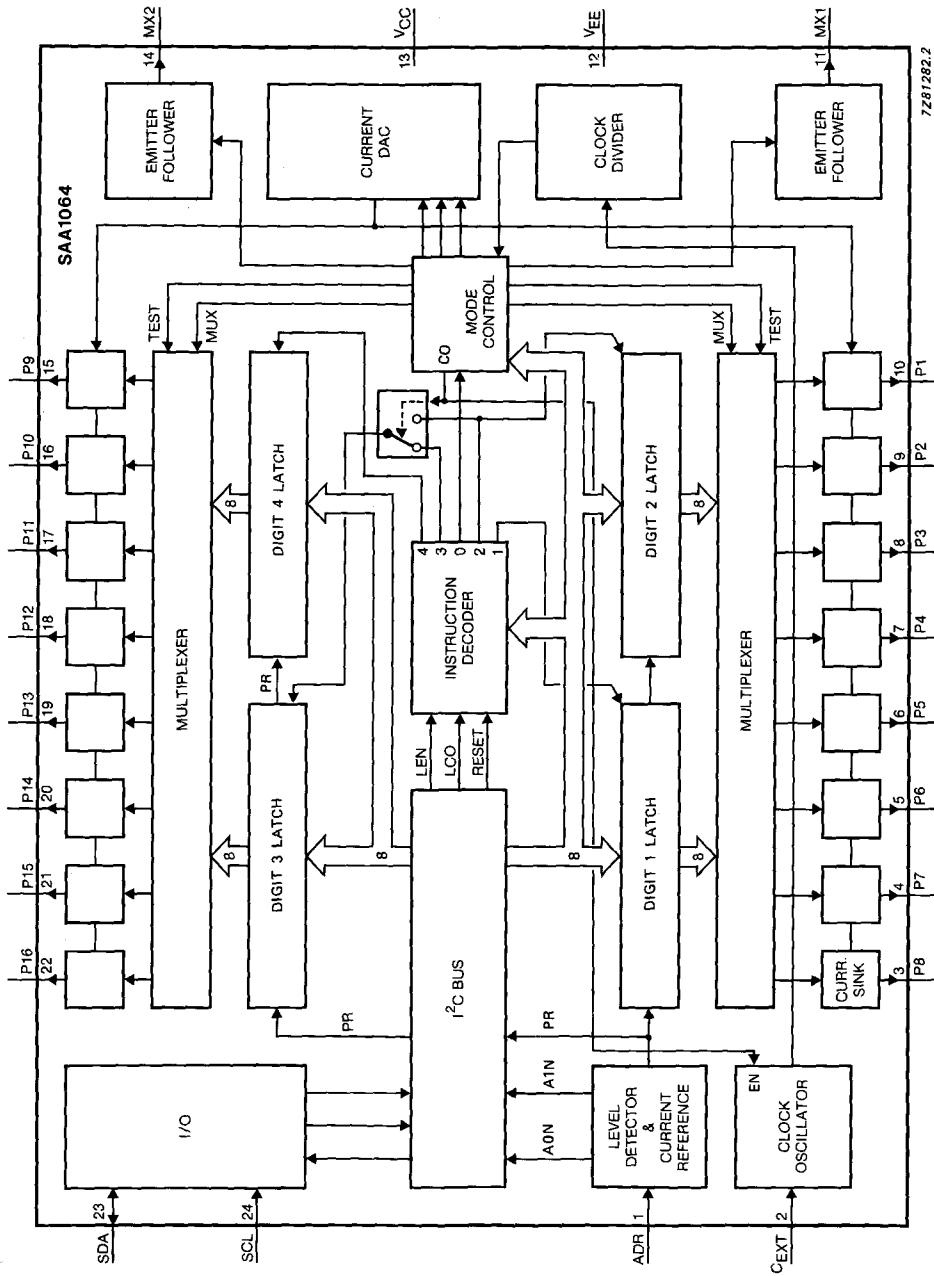 SAA1064
P16
P15
P14
P13
P12
P11
P10
P9
22
21
20
19
18
17
16
15
14 MX2
EMITTER
FOLLOWER
13 VCC
CURRENT
DAC
12 VEE
CLOCK
DIVIDER
11 MX1
EMITTER
FOLLOWER
MULTIPLEXER
TEST
MUX
8
8
DIGIT 3 LATCH
PR
DIGIT 4 LATCH
PR
8
SDA 23
SCL 24
I/O
I²C BUS
LEN
LCO
RESET
INSTRUCTION
DECODER
4
3
0
2
1
CO
MODE
CONTROL
A0N
A1N
PR
8
ADR 1
LEVEL
DETECTOR
&
CURRENT
REFERENCE
DIGIT 1 LATCH
DIGIT 2 LATCH
8
8
MUX
TEST
MULTIPLEXER
CEXT 2
EN
CLOCK
OSCILLATOR
CURR.
SINK
3
4
5
6
7
8
9
10
P8
P7
P6
P5
P4
P3
P2
P1
7Z81282.2